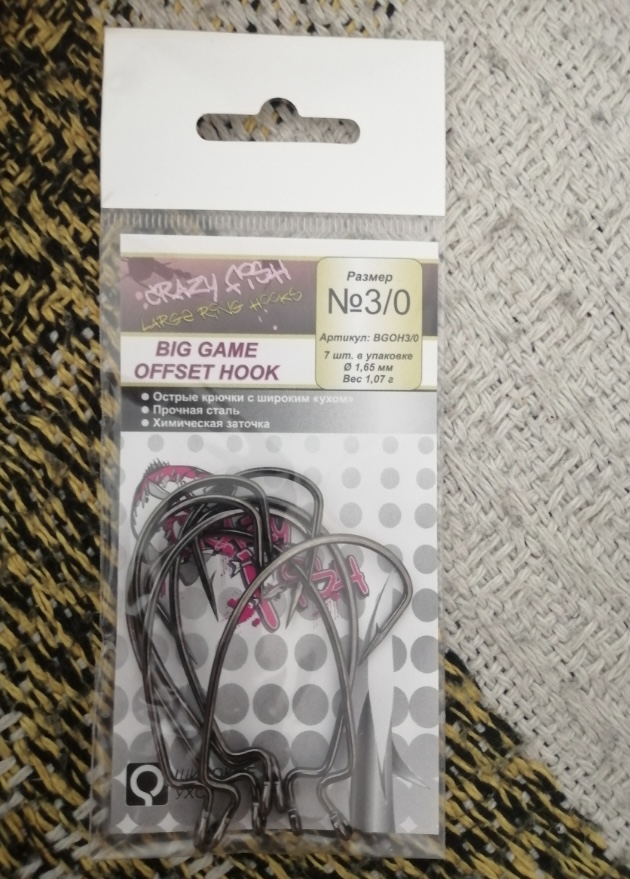 CRAZY FISH
LARGE RING HOOKS
BIG GAME
OFFSET HOOK
Размер
№3/0
Артикул: BGOH3/0
7 шт. в упаковке
Ø 1,65 мм
Вес 1,07 г
Острые крючки с широким «ухом»
Прочная сталь
Химическая заточка